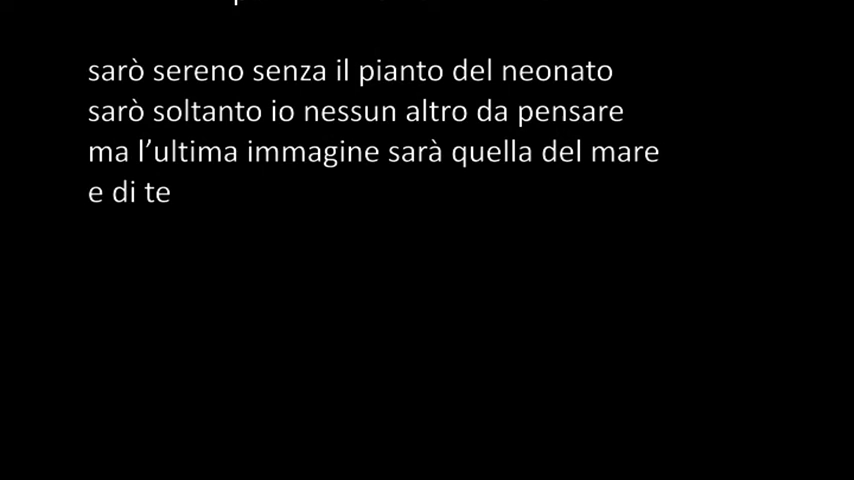 sarò sereno senza il pianto del neonato
sarò soltanto io nessun altro da pensare
ma l’ultima immagine sarà quella del mare
e di te